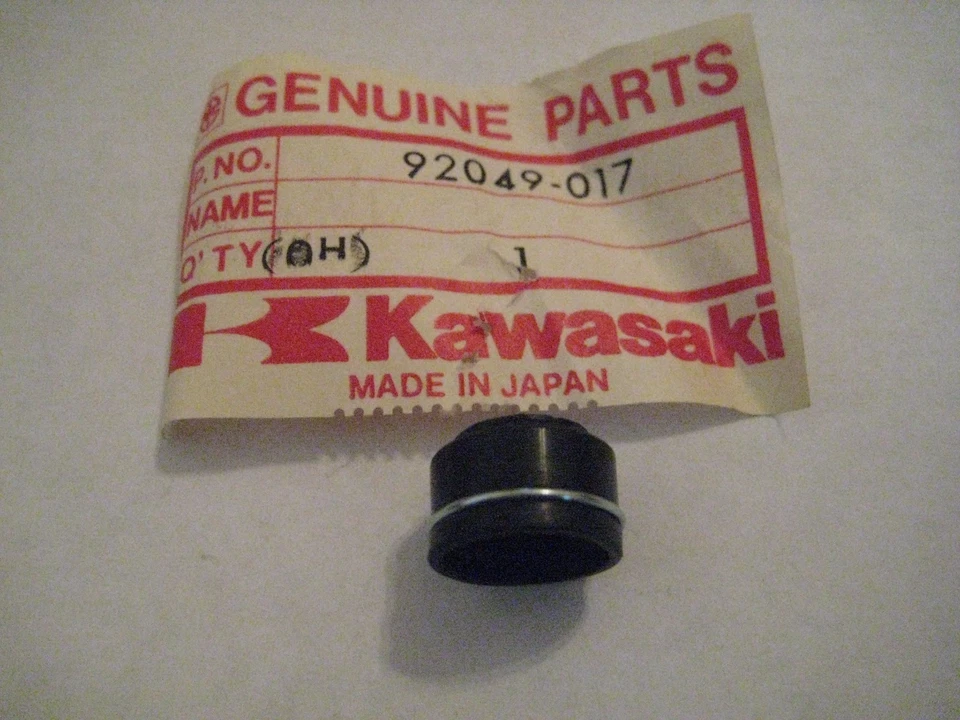 GENUINE PARTS
P. NO. 92049-017
NAME
Q'TY 1
Kawasaki
MADE IN JAPAN